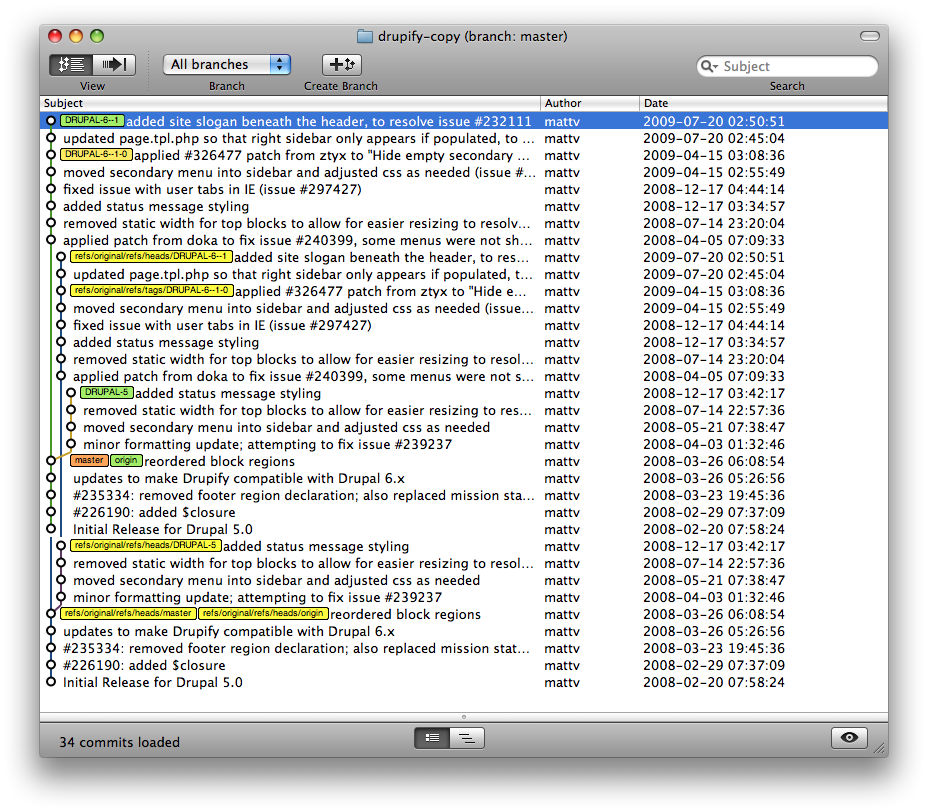 drupify-copy (branch: master)
All branches
Subject
View Branch Create Branch Search
Subject Author Date
DRUPAL-6--1 added site slogan beneath the header, to resolve issue #232111 mattv 2009-07-20 02:50:51
updated page.tpl.php so that right sidebar only appears if populated, to ... mattv 2009-07-20 02:45:04
DRUPAL-6--1-0 applied #326477 patch from ztyx to "Hide empty secondary ... mattv 2009-04-15 03:08:36
moved secondary menu into sidebar and adjusted css as needed (issue #... mattv 2009-04-15 02:55:49
fixed issue with user tabs in IE (issue #297427) mattv 2008-12-17 04:44:14
added status message styling mattv 2008-12-17 03:34:57
removed static width for top blocks to allow for easier resizing to resolv... mattv 2008-07-14 23:20:04
applied patch from doka to fix issue #240399, some menus were not sh... mattv 2008-04-05 07:09:33
refs/original/refs/heads/DRUPAL-6--1 added site slogan beneath the header, to res... mattv 2009-07-20 02:50:51
updated page.tpl.php so that right sidebar only appears if populated, t... mattv 2009-07-20 02:45:04
refs/original/refs/tags/DRUPAL-6--1-0 applied #326477 patch from ztyx to "Hide e... mattv 2009-04-15 03:08:36
moved secondary menu into sidebar and adjusted css as needed (issue... mattv 2009-04-15 02:55:49
fixed issue with user tabs in IE (issue #297427) mattv 2008-12-17 04:44:14
added status message styling mattv 2008-12-17 03:34:57
removed static width for top blocks to allow for easier resizing to resol... mattv 2008-07-14 23:20:04
applied patch from doka to fix issue #240399, some menus were not s... mattv 2008-04-05 07:09:33
DRUPAL-5 added status message styling mattv 2008-12-17 03:42:17
removed static width for top blocks to allow for easier resizing to res... mattv 2008-07-14 22:57:36
moved secondary menu into sidebar and adjusted css as needed mattv 2008-05-21 07:38:47
minor formatting update; attempting to fix issue #239237 mattv 2008-04-03 01:32:46
master origin reordered block regions mattv 2008-03-26 06:08:54
updates to make Drupify compatible with Drupal 6.x mattv 2008-03-26 05:26:56
#235334: removed footer region declaration; also replaced mission sta... mattv 2008-03-23 19:45:36
#226190: added $closure mattv 2008-02-29 07:37:09
Initial Release for Drupal 5.0 mattv 2008-02-20 07:58:24
refs/original/refs/heads/DRUPAL-5 added status message styling mattv 2008-12-17 03:42:17
removed static width for top blocks to allow for easier resizing to resol... mattv 2008-07-14 22:57:36
moved secondary menu into sidebar and adjusted css as needed mattv 2008-05-21 07:38:47
minor formatting update; attempting to fix issue #239237 mattv 2008-04-03 01:32:46
refs/original/refs/heads/master refs/original/refs/heads/origin reordered block regions mattv 2008-03-26 06:08:54
updates to make Drupify compatible with Drupal 6.x mattv 2008-03-26 05:26:56
#235334: removed footer region declaration; also replaced mission stat... mattv 2008-03-23 19:45:36
#226190: added $closure mattv 2008-02-29 07:37:09
Initial Release for Drupal 5.0 mattv 2008-02-20 07:58:24
34 commits loaded